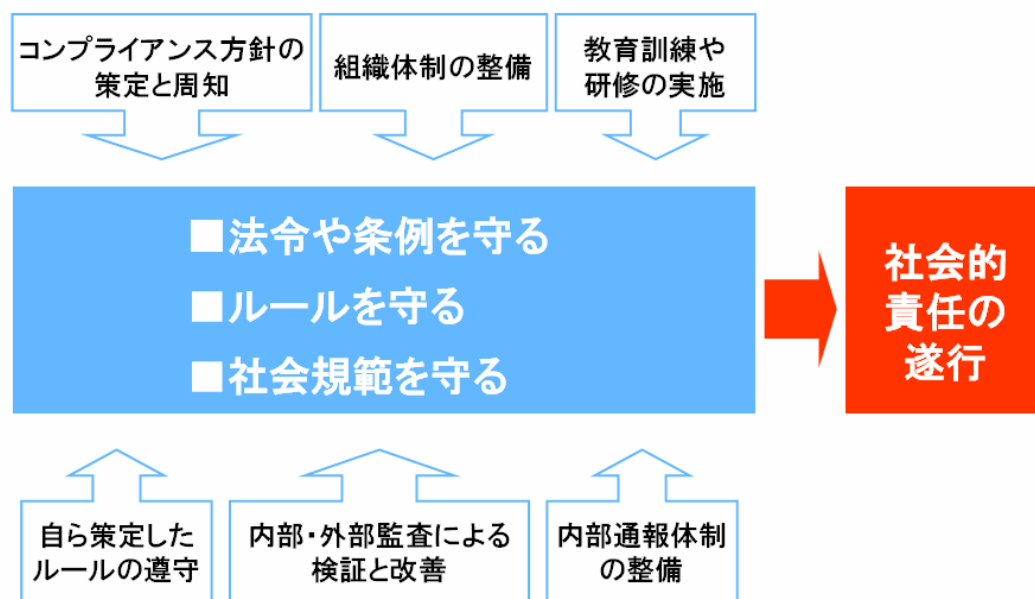 コンプライアンス方針の
策定と周知
組織体制の整備
教育訓練や
研修の実施
■法令や条例を守る
■ルールを守る
■社会規範を守る
社会的
責任の
遂行
自ら策定した
ルールの遵守
内部・外部監査による
検証と改善
内部通報体制
の整備